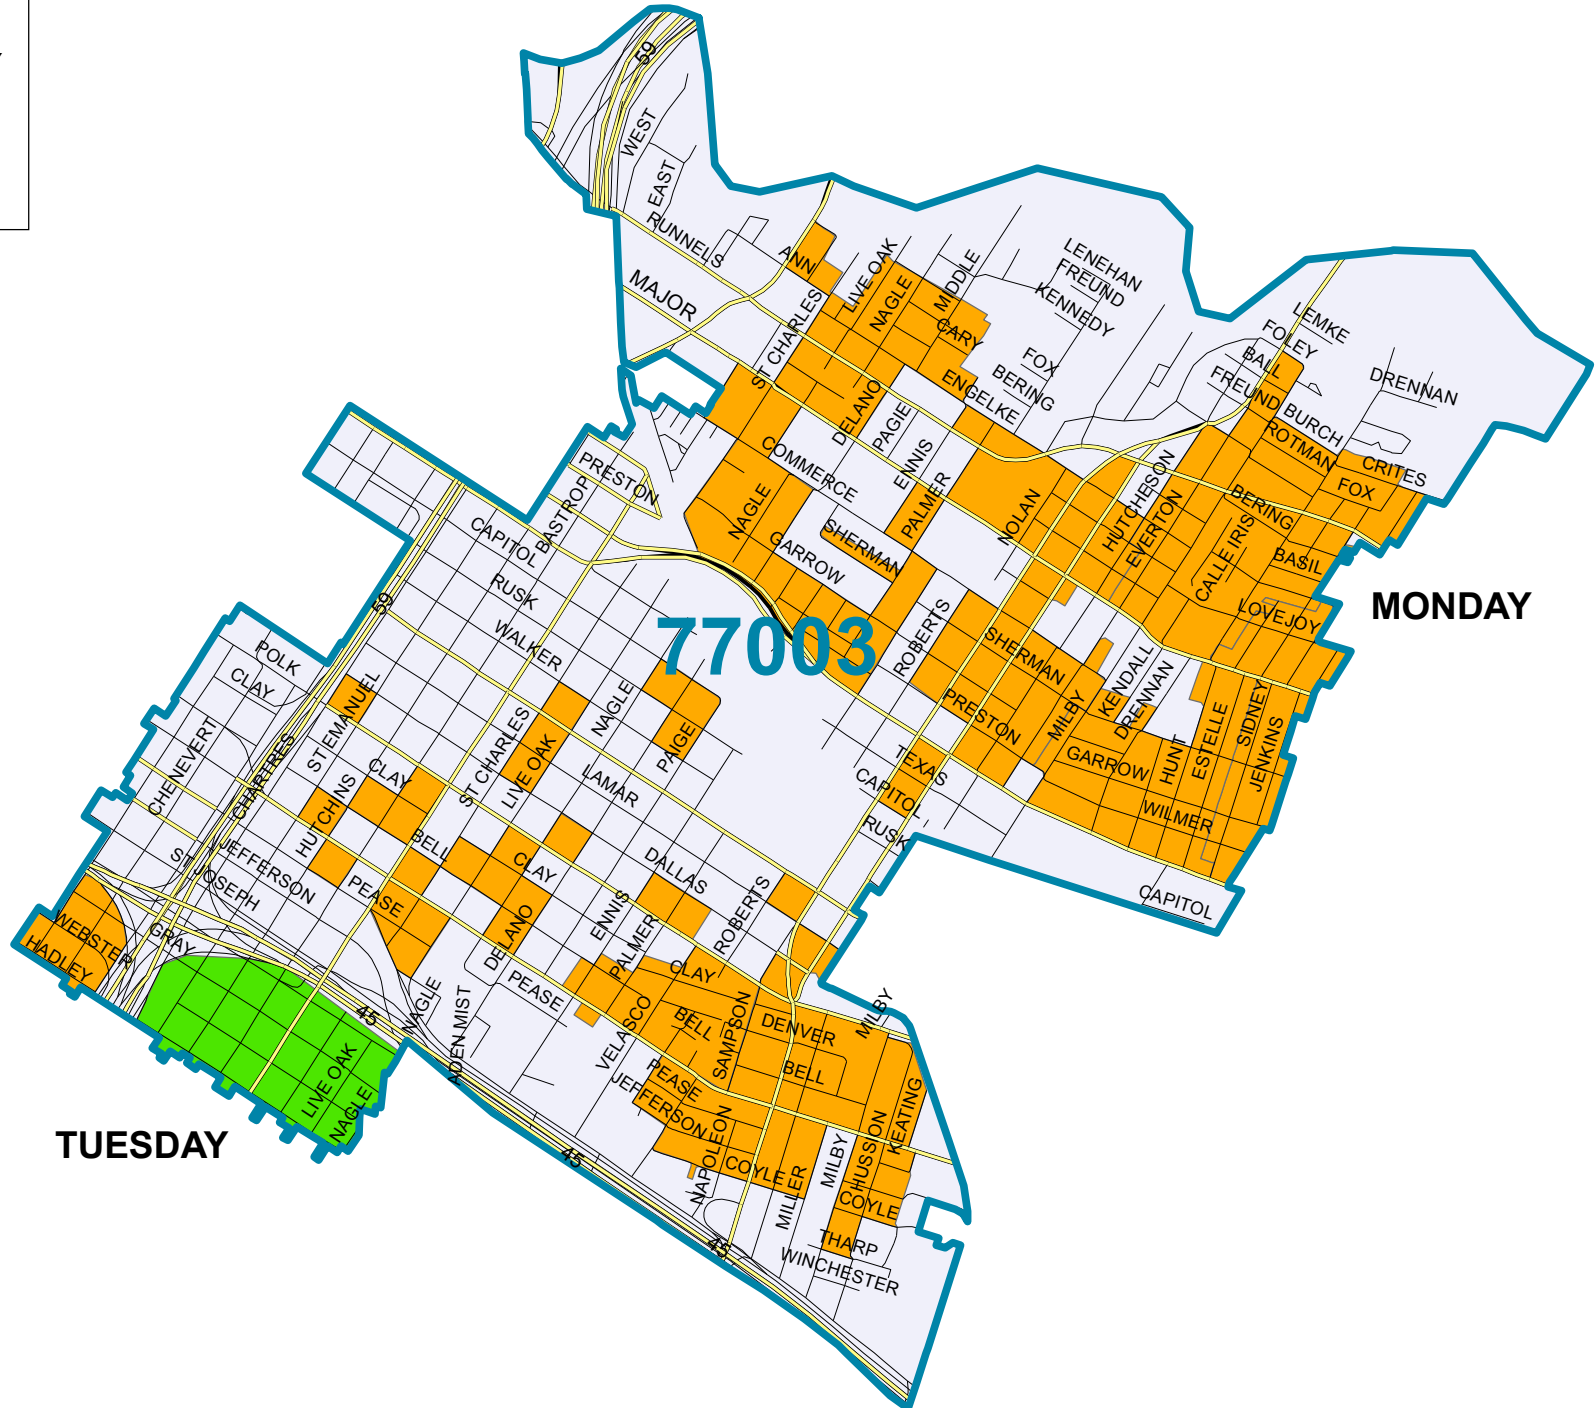 59
WEST
EAST
RUNNELS
ANN
MAJOR
LIVE OAK
NAGLE
MIDDLE
CARY
ST CHARLES
LENEHAN
FREUND
KENNEDY
FOX
BERING
ENGELKE
DELANO
PAGIE
ENNIS
PALMER
COMMERCE
LEMKE
FOLEY
BALL
FREUND
BURCH
ROTMAN
DRENNAN
CRITES
FOX
BERING
BASIL
CALLE IRIS
LOVEJOY
HUTCHESON
EVERTON
NOLAN
MONDAY
PRESTON
BASTROP
CAPITOL
RUSK
WALKER
NAGLE
GARROW
SHERMAN
77003
ROBERTS
SHERMAN
PRESTON
MILBY
KENDALL
DRENNAN
GARROW
HUNT
ESTELLE
SIDNEY
JENKINS
WILMER
TEXAS
CAPITOL
RUSK
CAPITOL
59
POLK
CLAY
CHENEVERT
CHARTRES
ST EMANUEL
HUTCHINS
CLAY
ST CHARLES
LIVE OAK
NAGLE
PAIGE
LAMAR
BELL
JEFFERSON
ST JOSEPH
PEASE
CLAY
DALLAS
DELANO
ENNIS
PALMER
ROBERTS
WEBSTER
HADLEY
GRAY
45
NAGLE
ADEN MIST
PEASE
CLAY
BELL
VELASCO
SAMPSON
DENVER
BELL
MILBY
PEASE
JEFFERSON
NAPOLEON
COYLE
MILLER
MILBY
HUSSON
KEATING
COYLE
THARP
WINCHESTER
LIVE OAK
NAGLE
TUESDAY
45
45